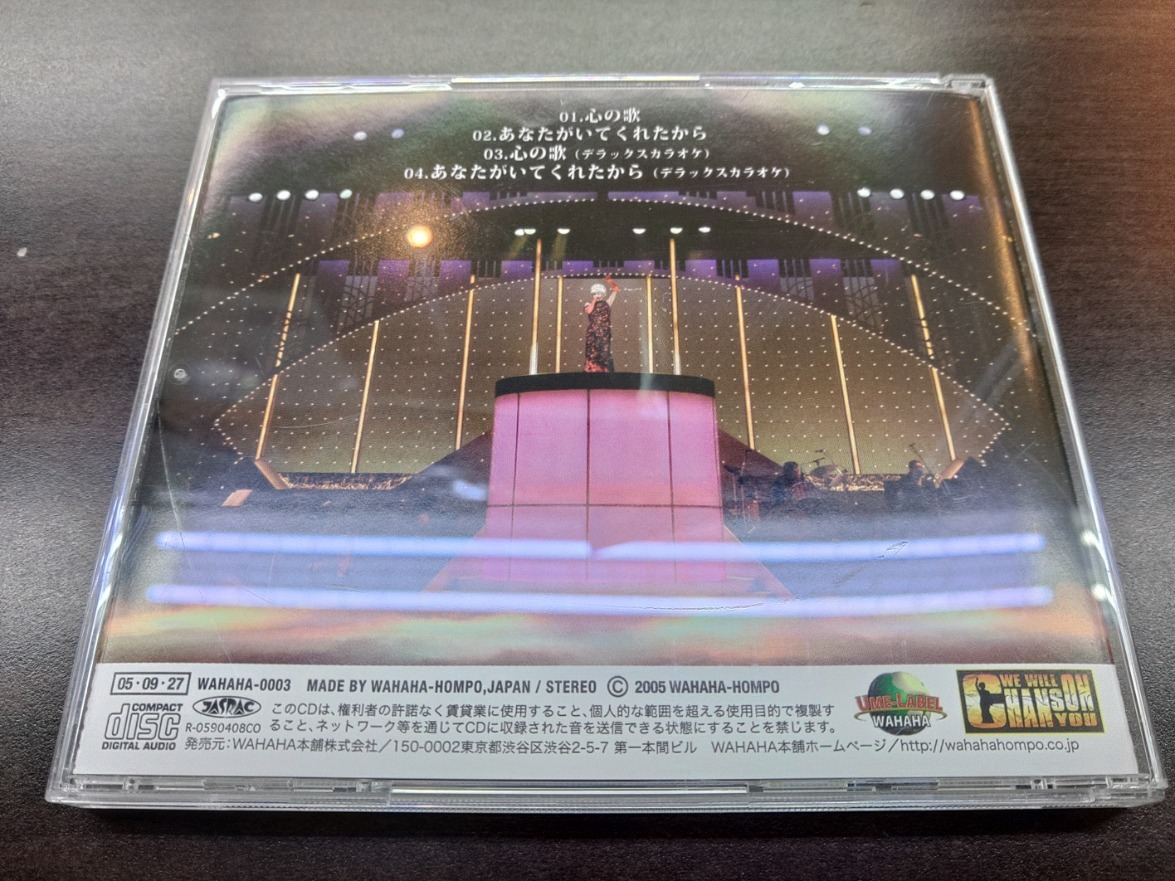 01.心の歌
02.あなたがいてくれたから
03.心の歌(デラックスカラオケ)
04.あなたがいてくれたから(デラックスカラオケ)
05・09・27 WAHAHA-0003 MADE BY WAHAHA-HOMPO,JAPAN / STEREO Ⓒ 2005 WAHAHA-HOMPO
COMPACT disc DIGITAL AUDIO
JASRAC
R-0590408CO
このCDは、権利者の許諾なく賃貸業に使用すること、個人的な範囲を超える使用目的で複製す
ること、ネットワーク等を通じてCDに収録された音を送信できる状態にすることを禁じます。
発売元:WAHAHA本舗株式会社/150-0002東京都渋谷区渋谷2-5-7 第一本間ビル WAHAHA本舗ホームページ/http://wahahahompo.co.jp
UME-LABEL
WAHAHA
WE WILL
CHANSON
YOU